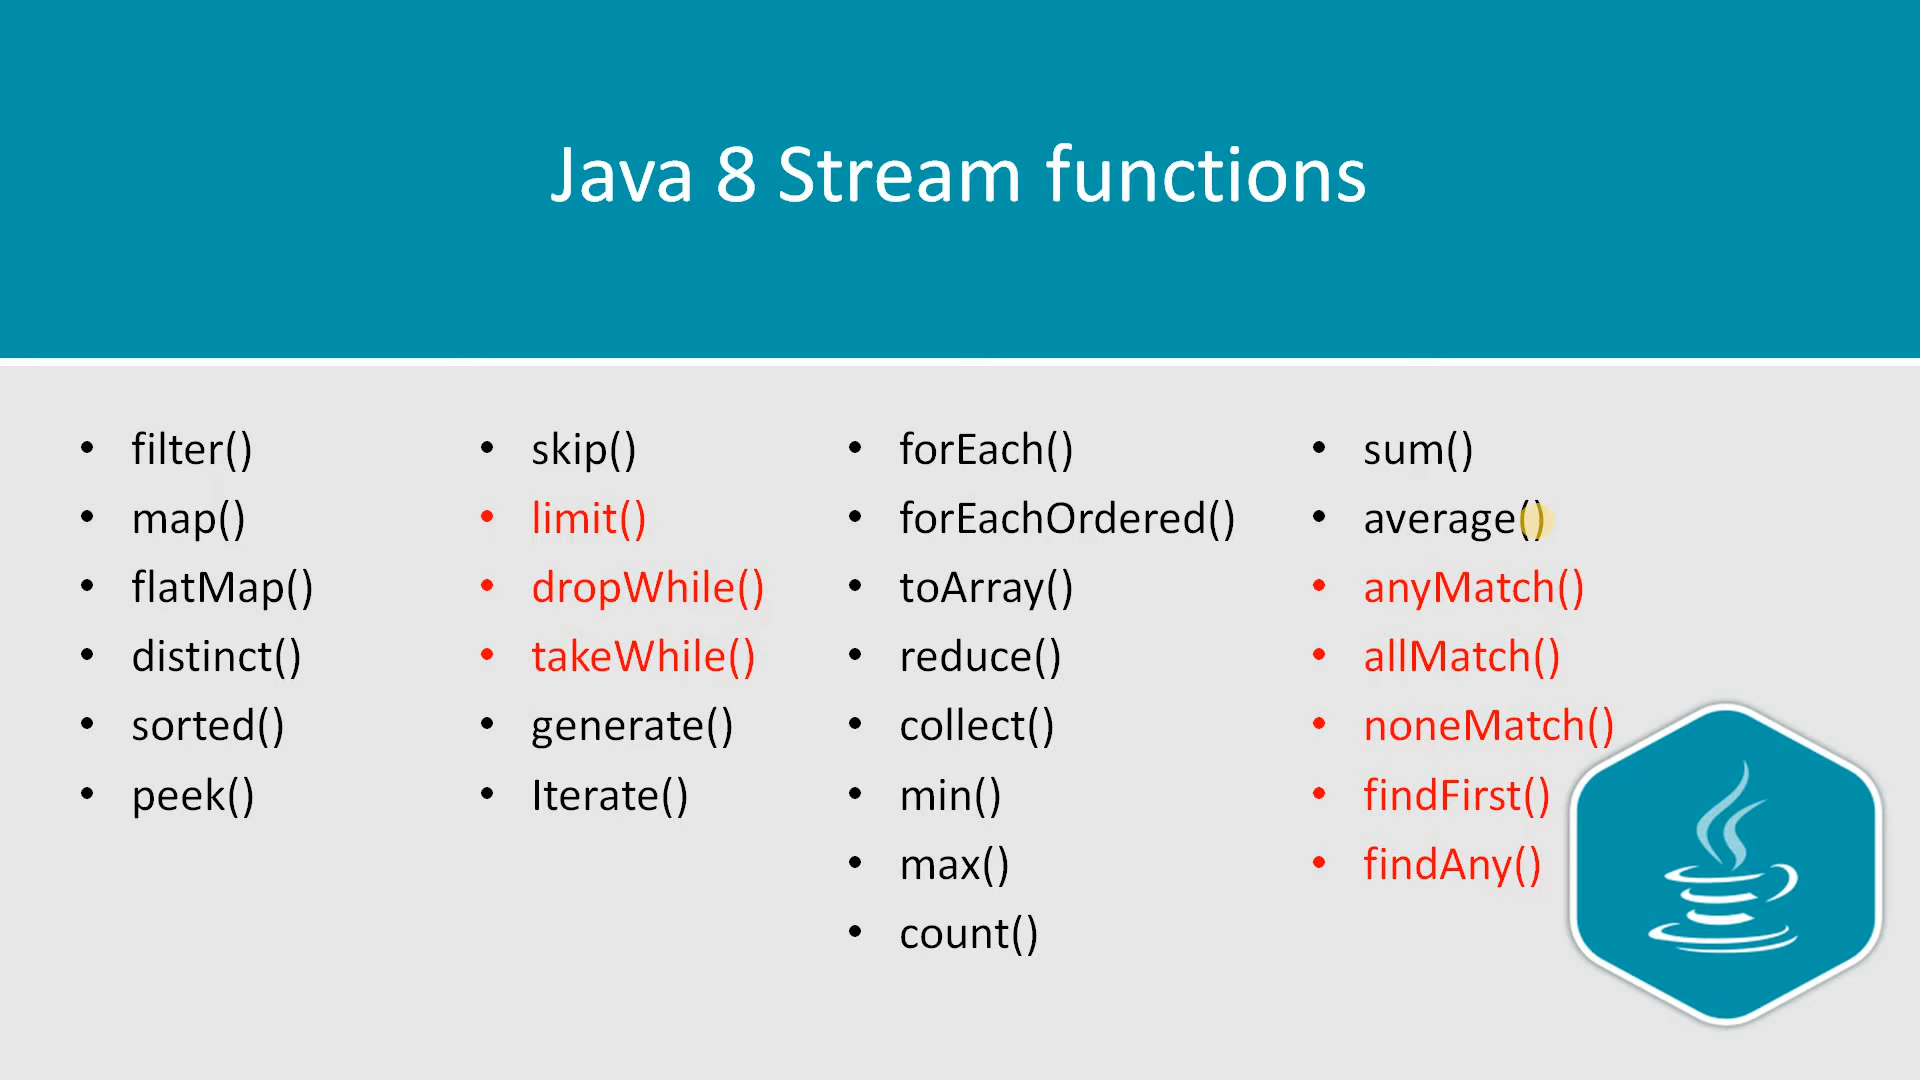 Java 8 Stream functions
• filter()
• map()
• flatMap()
• distinct()
• sorted()
• peek()
• skip()
• limit()
• dropWhile()
• takeWhile()
• generate()
• Iterate()
• forEach()
• forEachOrdered()
• toArray()
• reduce()
• collect()
• min()
• max()
• count()
• sum()
• average()
• anyMatch()
• allMatch()
• noneMatch()
• findFirst()
• findAny()